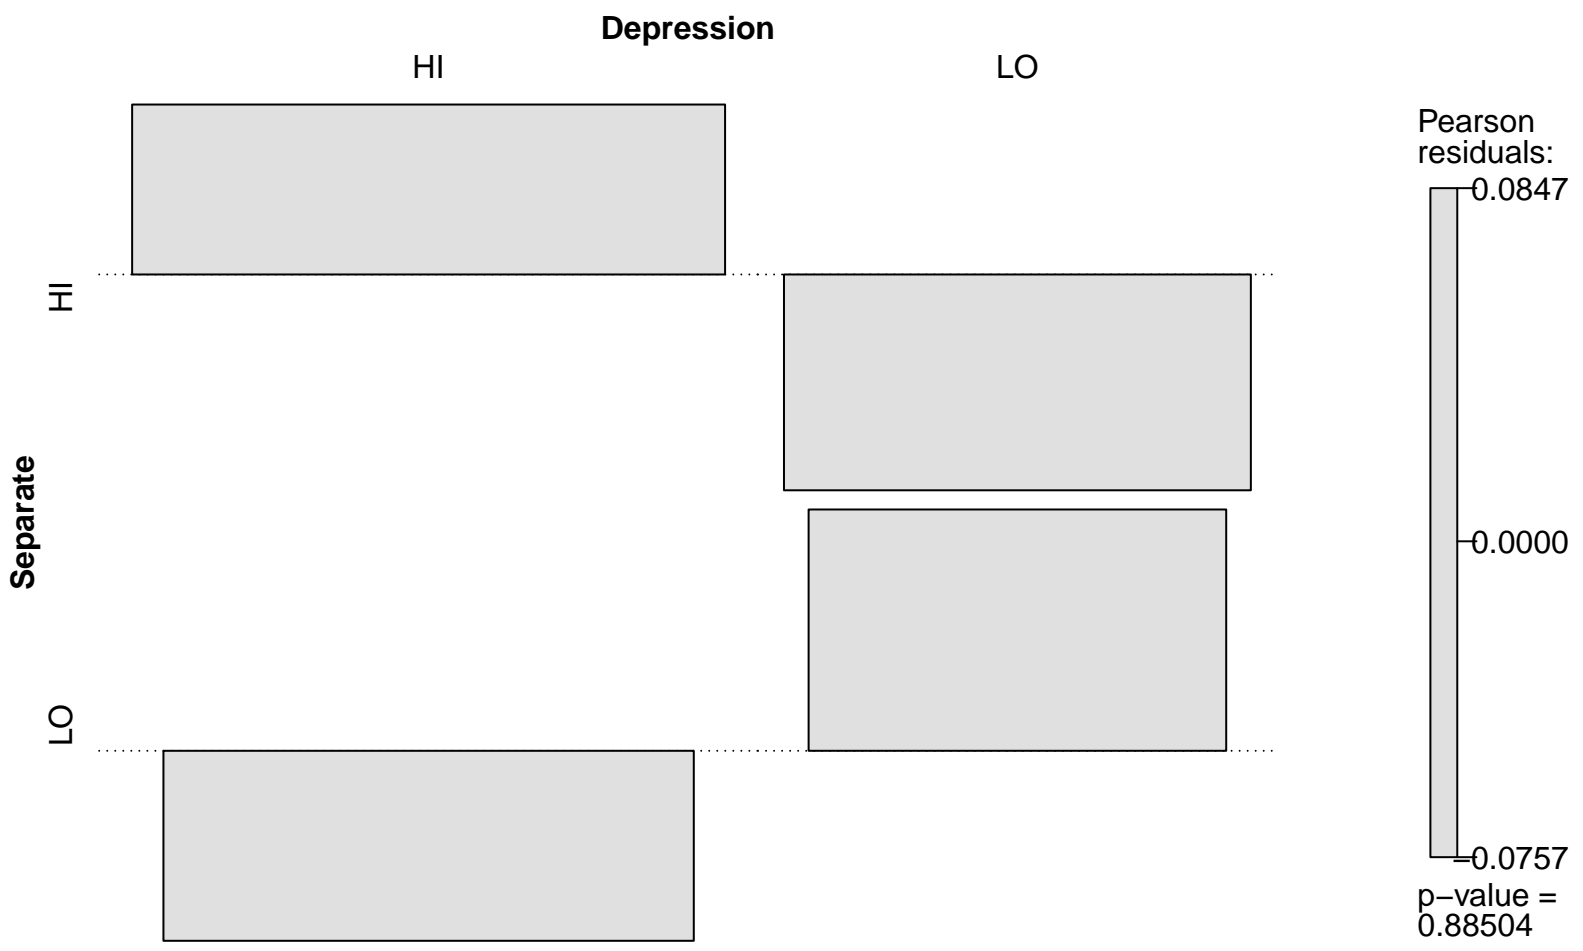 Depression
HI LO
Pearson
residuals:
0.0847
HI
Separate
0.0000
LO
−0.0757
p−value =
0.88504